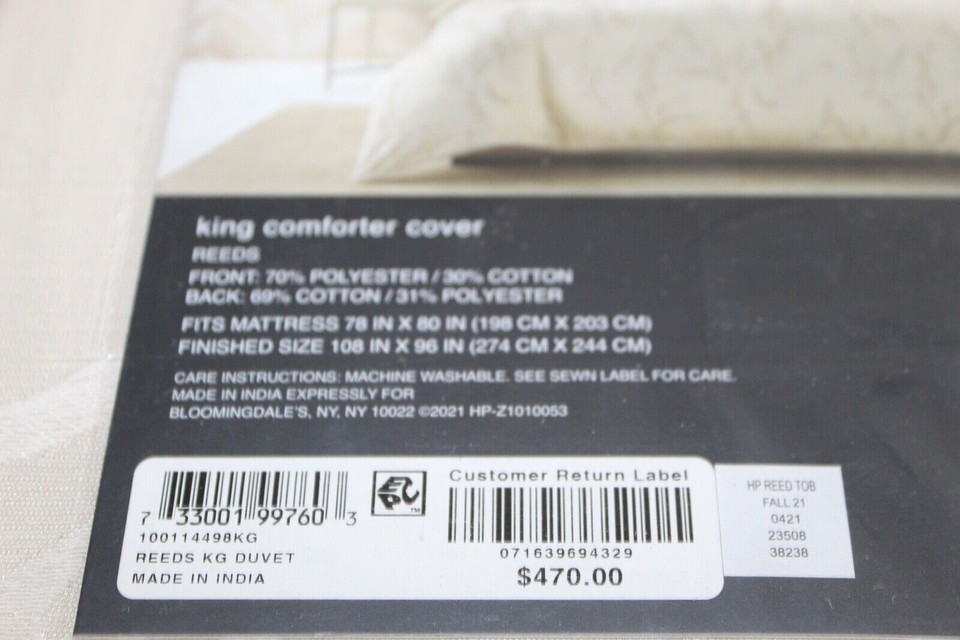 king comforter cover
REEDS
FRONT: 70% POLYESTER / 30% COTTON
BACK: 69% COTTON / 31% POLYESTER
FITS MATTRESS 78 IN X 80 IN (198 CM X 203 CM)
FINISHED SIZE 108 IN X 96 IN (274 CM X 244 CM)
CARE INSTRUCTIONS: MACHINE WASHABLE. SEE SEWN LABEL FOR CARE.
MADE IN INDIA EXPRESSLY FOR
BLOOMINGDALE'S, NY, NY 10022 ©2021 HP-Z1010053
7 33001 99760 3
100114498KG
REEDS KG DUVET
MADE IN INDIA
Customer Return Label
071639694329
$470.00
HP REED TOB
FALL 21
0421
23508
38238